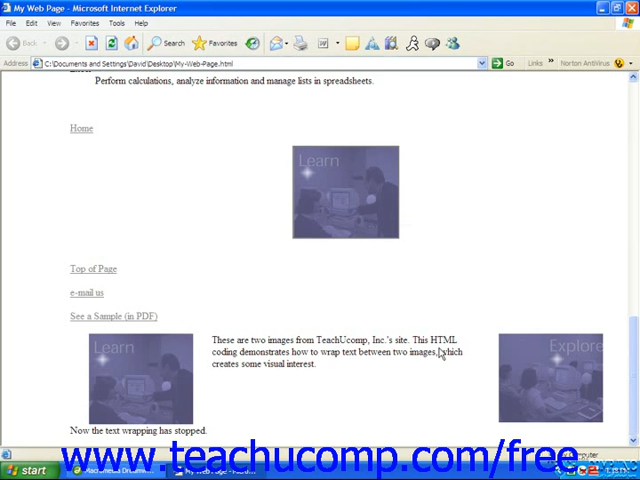 My Web Page - Microsoft Internet Explorer
File Edit View Favorites Tools Help
Back Search Favorites
Address C:\Documents and Settings\David\Desktop\My-Web-Page.html Go Links Norton AntiVirus
Perform calculations, analyze information and manage lists in spreadsheets.
Home
Learn
Top of Page
e-mail us
See a Sample (in PDF)
Learn
These are two images from TeachUcomp, Inc.'s site. This HTML
coding demonstrates how to wrap text between two images, which
creates some visual interest.
Explore
Now the text wrapping has stopped.
www.teachucomp.com/free
start